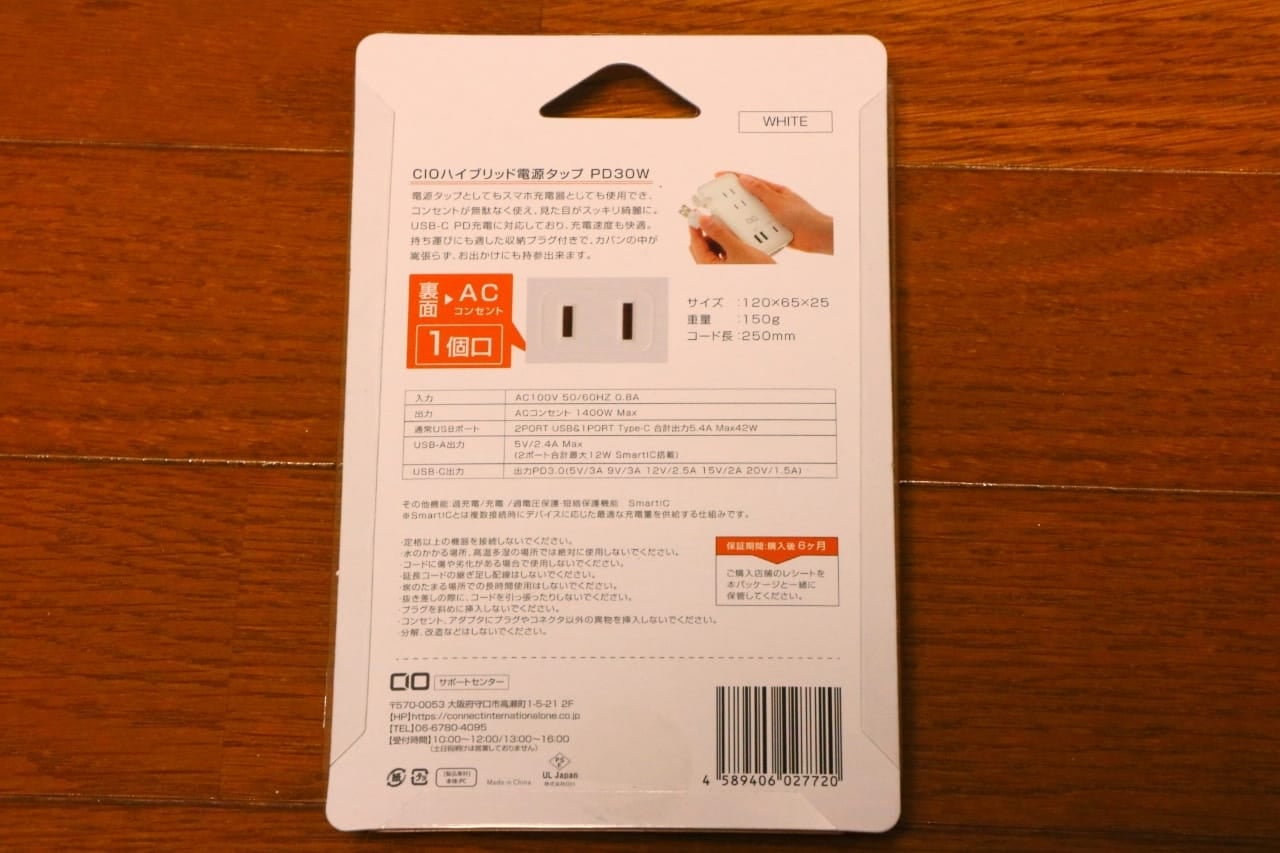 WHITE
CIOハイブリッド電源タップ PD30W
電源タップとしてもスマホ充電器としても使用でき、
コンセントが無駄なく使え、見た目がスッキリ綺麗に。
USB-C PD充電に対応しており、充電速度も快適。
持ち運びにも適した収納プラグ付きで、カバンの中が
嵩張らず、お出かけにも持参出来ます。
裏面 AC
コンセント
1個口
サイズ :120×65×25
重量 :150g
コード長:250mm
入力 AC100V 50/60HZ 0.8A
出力 ACコンセント 1400W Max
通常USBポート 2PORT USB&1PORT Type-C 合計出力5.4A Max42W
USB-A出力 5V/2.4A Max
(2ポート合計最大12W SmartIC搭載)
USB-C出力 出力PD3.0(5V/3A 9V/3A 12V/2.5A 15V/2A 20V/1.5A)
その他機能:過充電/充電 /過電圧保護・短絡保護機能 SmartIC
※SmartICとは複数接続時にデバイスに応じた最適な充電量を供給する仕組みです。
・定格以上の機器を接続しないでください。
・水のかかる場所、高温多湿の場所では絶対に使用しないでください。
・コードに傷や劣化がある場合で使用しないでください。
・延長コードの継ぎ足し配線はしないでください。
・炭のたまる場所での長時間使用はしないでください。
・抜き差しの際に、コードを引っ張ったりしないでください。
・プラグを斜めに挿入しないでください。
・コンセント、アダプタにプラグやコネクタ以外の異物を挿入しないでください。
・分解、改造などはしないでください。
保証期間:購入後6ヶ月
ご購入店舗のレシートを
本パッケージと一緒に
保管してください。
CIO サポートセンター
〒570-0053 大阪府守口市高瀬町1-5-21 2F
【HP】https://connectinternationalone.co.jp
【TEL】06-6780-4095
【受付時間】10:00〜12:00/13:00〜16:00
(土日祝明けは営業しておりません)
紙 プラ [製品素材] 本体:PC Made in China PSE UL Japan
4 589406 027720